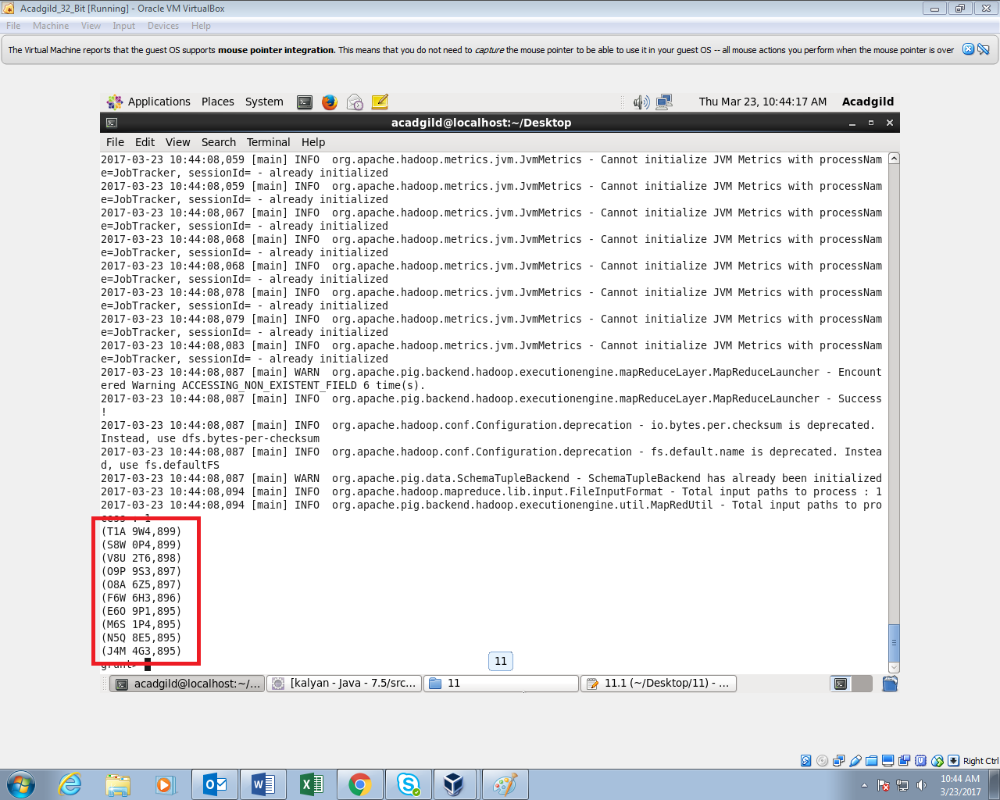 Acadgild_32_Bit [Running] - Oracle VM VirtualBox
File Machine View Input Devices Help
The Virtual Machine reports that the guest OS supports mouse pointer integration. This means that you do not need to capture the mouse pointer to be able to use it in your guest OS -- all mouse actions you perform when the mouse pointer is over
Applications Places System Thu Mar 23, 10:44:17 AM Acadgild
acadgild@localhost:~/Desktop
File Edit View Search Terminal Help
2017-03-23 10:44:08,059 [main] INFO  org.apache.hadoop.metrics.jvm.JvmMetrics - Cannot initialize JVM Metrics with processNam
e=JobTracker, sessionId= - already initialized
2017-03-23 10:44:08,059 [main] INFO  org.apache.hadoop.metrics.jvm.JvmMetrics - Cannot initialize JVM Metrics with processNam
e=JobTracker, sessionId= - already initialized
2017-03-23 10:44:08,067 [main] INFO  org.apache.hadoop.metrics.jvm.JvmMetrics - Cannot initialize JVM Metrics with processNam
e=JobTracker, sessionId= - already initialized
2017-03-23 10:44:08,068 [main] INFO  org.apache.hadoop.metrics.jvm.JvmMetrics - Cannot initialize JVM Metrics with processNam
e=JobTracker, sessionId= - already initialized
2017-03-23 10:44:08,068 [main] INFO  org.apache.hadoop.metrics.jvm.JvmMetrics - Cannot initialize JVM Metrics with processNam
e=JobTracker, sessionId= - already initialized
2017-03-23 10:44:08,078 [main] INFO  org.apache.hadoop.metrics.jvm.JvmMetrics - Cannot initialize JVM Metrics with processNam
e=JobTracker, sessionId= - already initialized
2017-03-23 10:44:08,079 [main] INFO  org.apache.hadoop.metrics.jvm.JvmMetrics - Cannot initialize JVM Metrics with processNam
e=JobTracker, sessionId= - already initialized
2017-03-23 10:44:08,083 [main] INFO  org.apache.hadoop.metrics.jvm.JvmMetrics - Cannot initialize JVM Metrics with processNam
e=JobTracker, sessionId= - already initialized
2017-03-23 10:44:08,087 [main] WARN  org.apache.pig.backend.hadoop.executionengine.mapReduceLayer.MapReduceLauncher - Encount
ered Warning ACCESSING_NON_EXISTENT_FIELD 6 time(s).
2017-03-23 10:44:08,087 [main] INFO  org.apache.pig.backend.hadoop.executionengine.mapReduceLayer.MapReduceLauncher - Success
!
2017-03-23 10:44:08,087 [main] INFO  org.apache.hadoop.conf.Configuration.deprecation - io.bytes.per.checksum is deprecated.
Instead, use dfs.bytes-per-checksum
2017-03-23 10:44:08,087 [main] INFO  org.apache.hadoop.conf.Configuration.deprecation - fs.default.name is deprecated. Instea
d, use fs.defaultFS
2017-03-23 10:44:08,087 [main] WARN  org.apache.pig.data.SchemaTupleBackend - SchemaTupleBackend has already been initialized
2017-03-23 10:44:08,094 [main] INFO  org.apache.hadoop.mapreduce.lib.input.FileInputFormat - Total input paths to process : 1
2017-03-23 10:44:08,094 [main] INFO  org.apache.pig.backend.hadoop.executionengine.util.MapRedUtil - Total input paths to pro
cess : 1
(T1A 9W4,899)
(S8W 0P4,899)
(V8U 2T6,898)
(O9P 9S3,897)
(O8A 6Z5,897)
(F6W 6H3,896)
(E6O 9P1,895)
(M6S 1P4,895)
(N5Q 8E5,895)
(J4M 4G3,895)
grunt>
11
acadgild@localhost:~/... [kalyan - Java - 7.5/src... 11 11.1 (~/Desktop/11) - ...
Right Ctrl
10:44 AM
3/23/2017